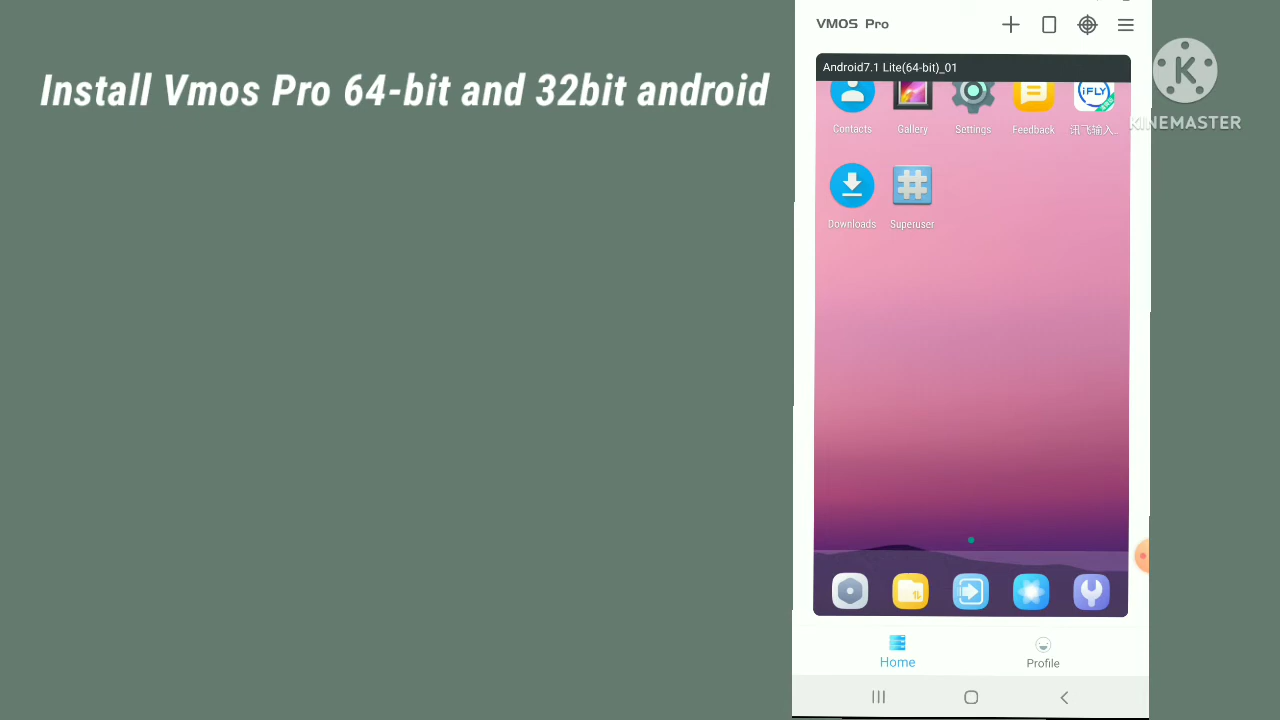 Install Vmos Pro 64-bit and 32bit android
VMOS Pro
Android7.1 Lite(64-bit)_01
Contacts
Gallery
Settings
Feedback
iFLY
讯飞输入...
Downloads
Superuser
Home
Profile
K
KINEMASTER